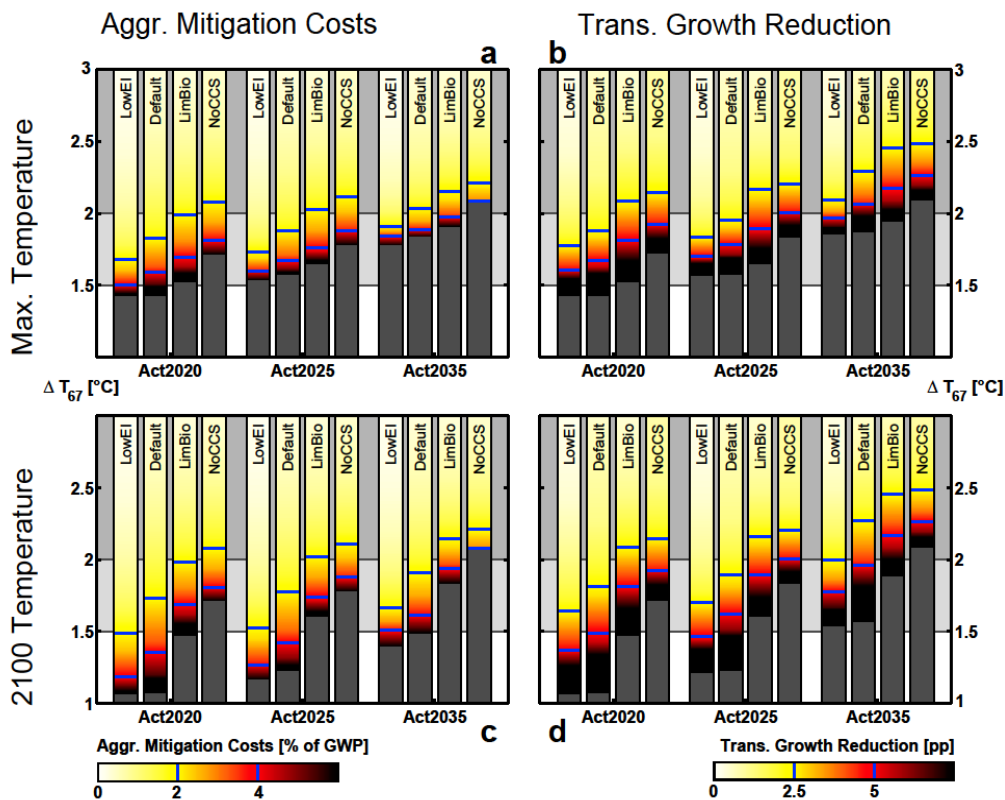 Aggr. Mitigation Costs
Trans. Growth Reduction
a
b
Max. Temperature
3
2.5
2
1.5
LowEI
Default
LimBio
NoCCS
LowEI
Default
LimBio
NoCCS
LowEI
Default
LimBio
NoCCS
Act2020
Act2025
Act2035
LowEI
Default
LimBio
NoCCS
LowEI
Default
LimBio
NoCCS
LowEI
Default
LimBio
NoCCS
Act2020
Act2025
Act2035
3
2.5
2
1.5
Δ T67 [°C]
Δ T67 [°C]
2100 Temperature
2.5
2
1.5
1
LowEI
Default
LimBio
NoCCS
LowEI
Default
LimBio
NoCCS
LowEI
Default
LimBio
NoCCS
Act2020
Act2025
Act2035
LowEI
Default
LimBio
NoCCS
LowEI
Default
LimBio
NoCCS
LowEI
Default
LimBio
NoCCS
Act2020
Act2025
Act2035
2.5
2
1.5
1
c
d
Aggr. Mitigation Costs [% of GWP]
0 2 4
Trans. Growth Reduction [pp]
0 2.5 5